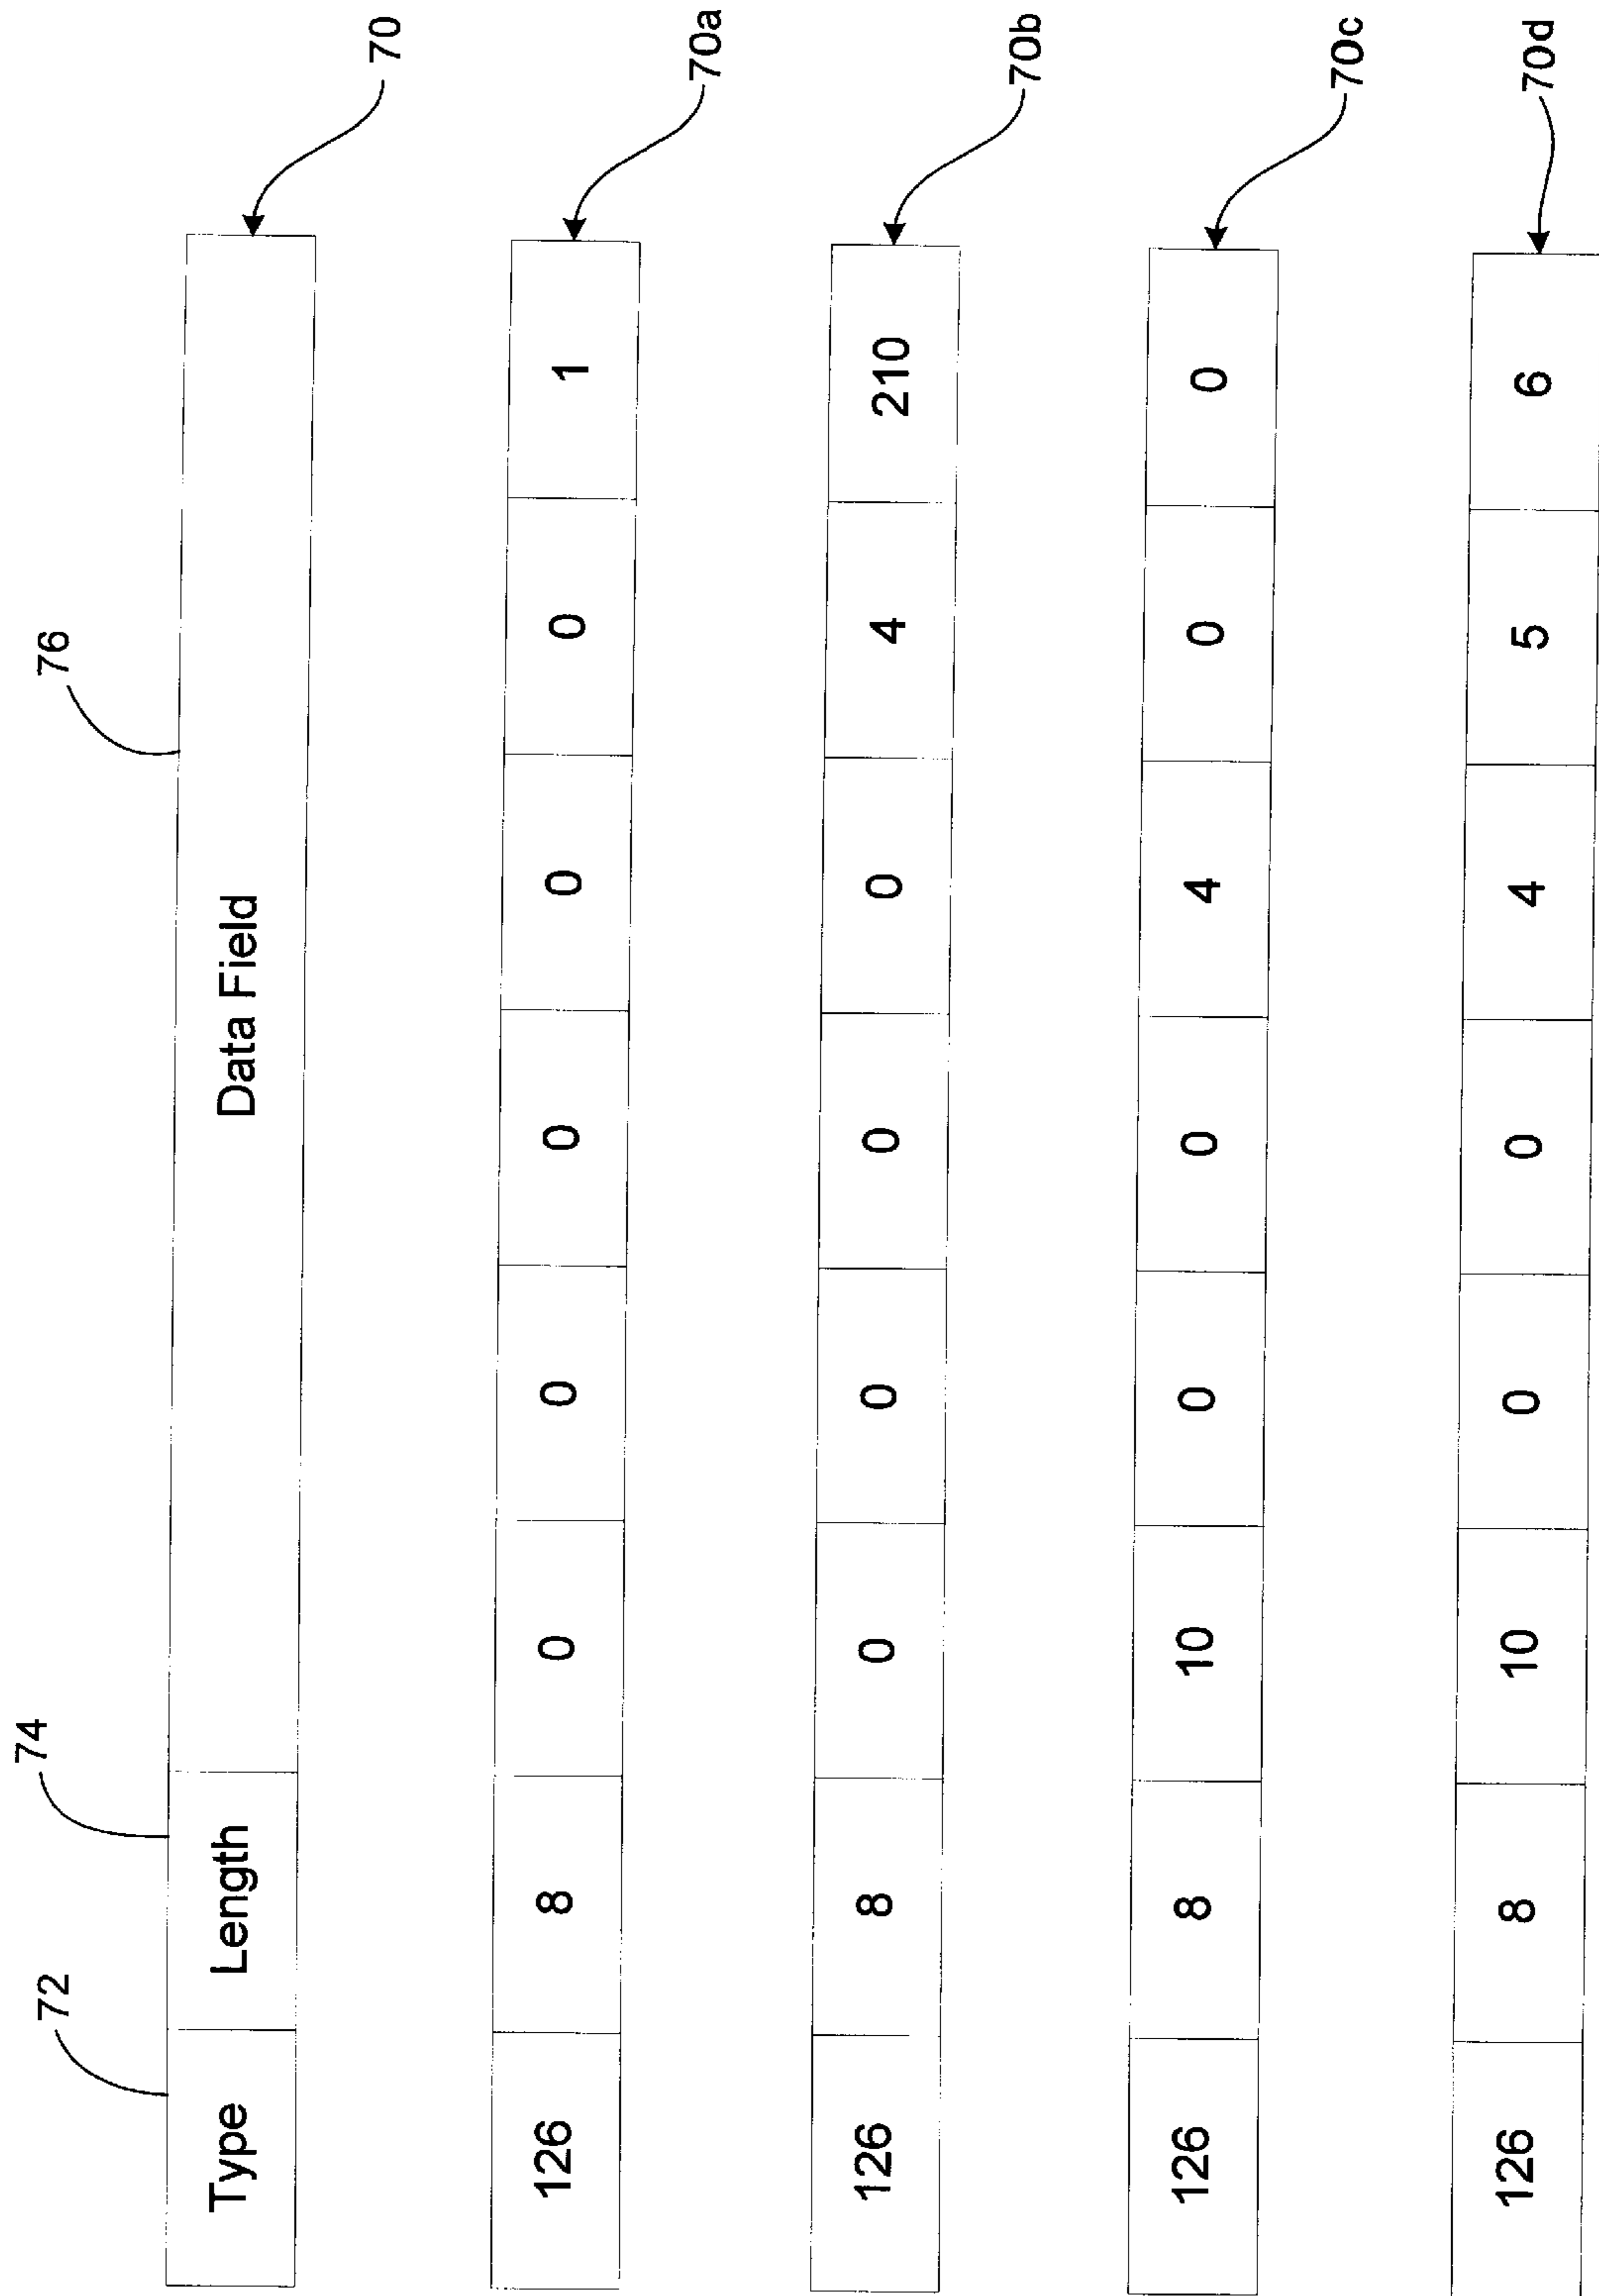 72
74
76
Type Length Data Field
70
126 8 0 0 0 0 0 1
70a
126 8 0 0 0 0 4 210
70b
126 8 10 0 0 4 0 0
70c
126 8 10 0 0 4 5 6
70d